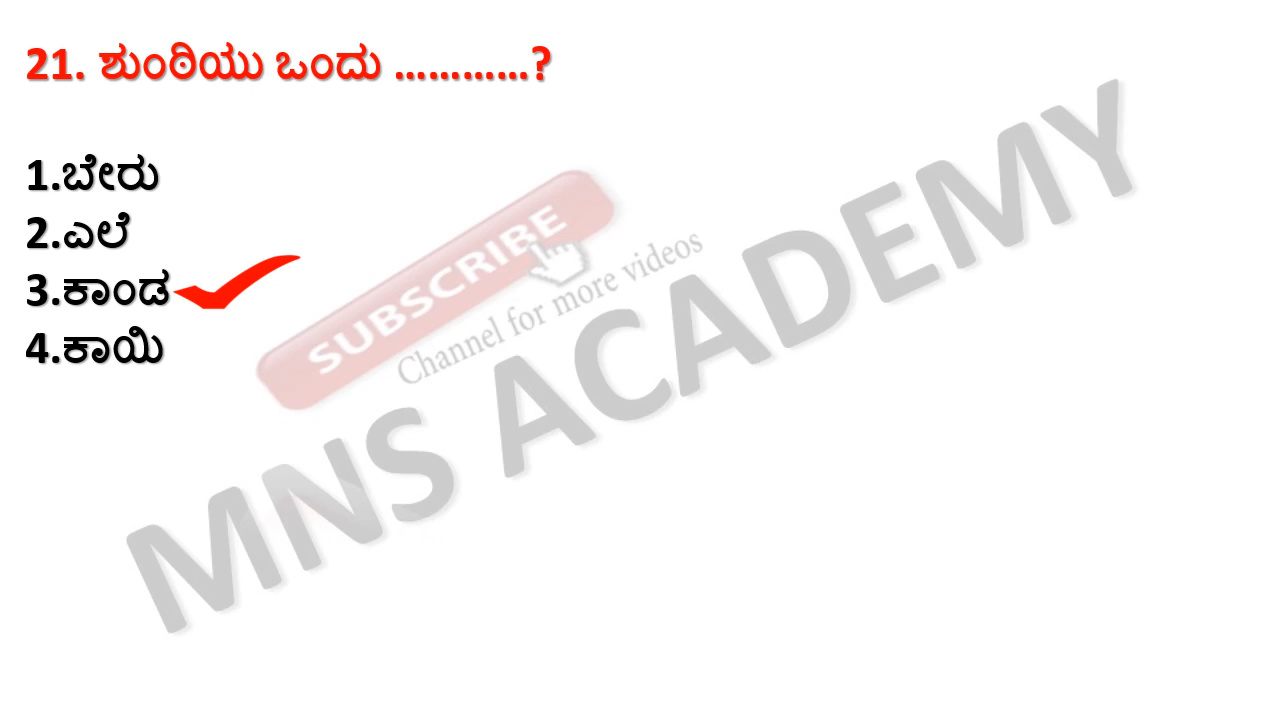 21. ಶುಂಠಿಯು ಒಂದು ............?
1.ಬೇರು
2.ಎಲೆ
3.ಕಾಂಡ
4.ಕಾಯಿ
SUBSCRIBE
Channel for more videos
MNS ACADEMY